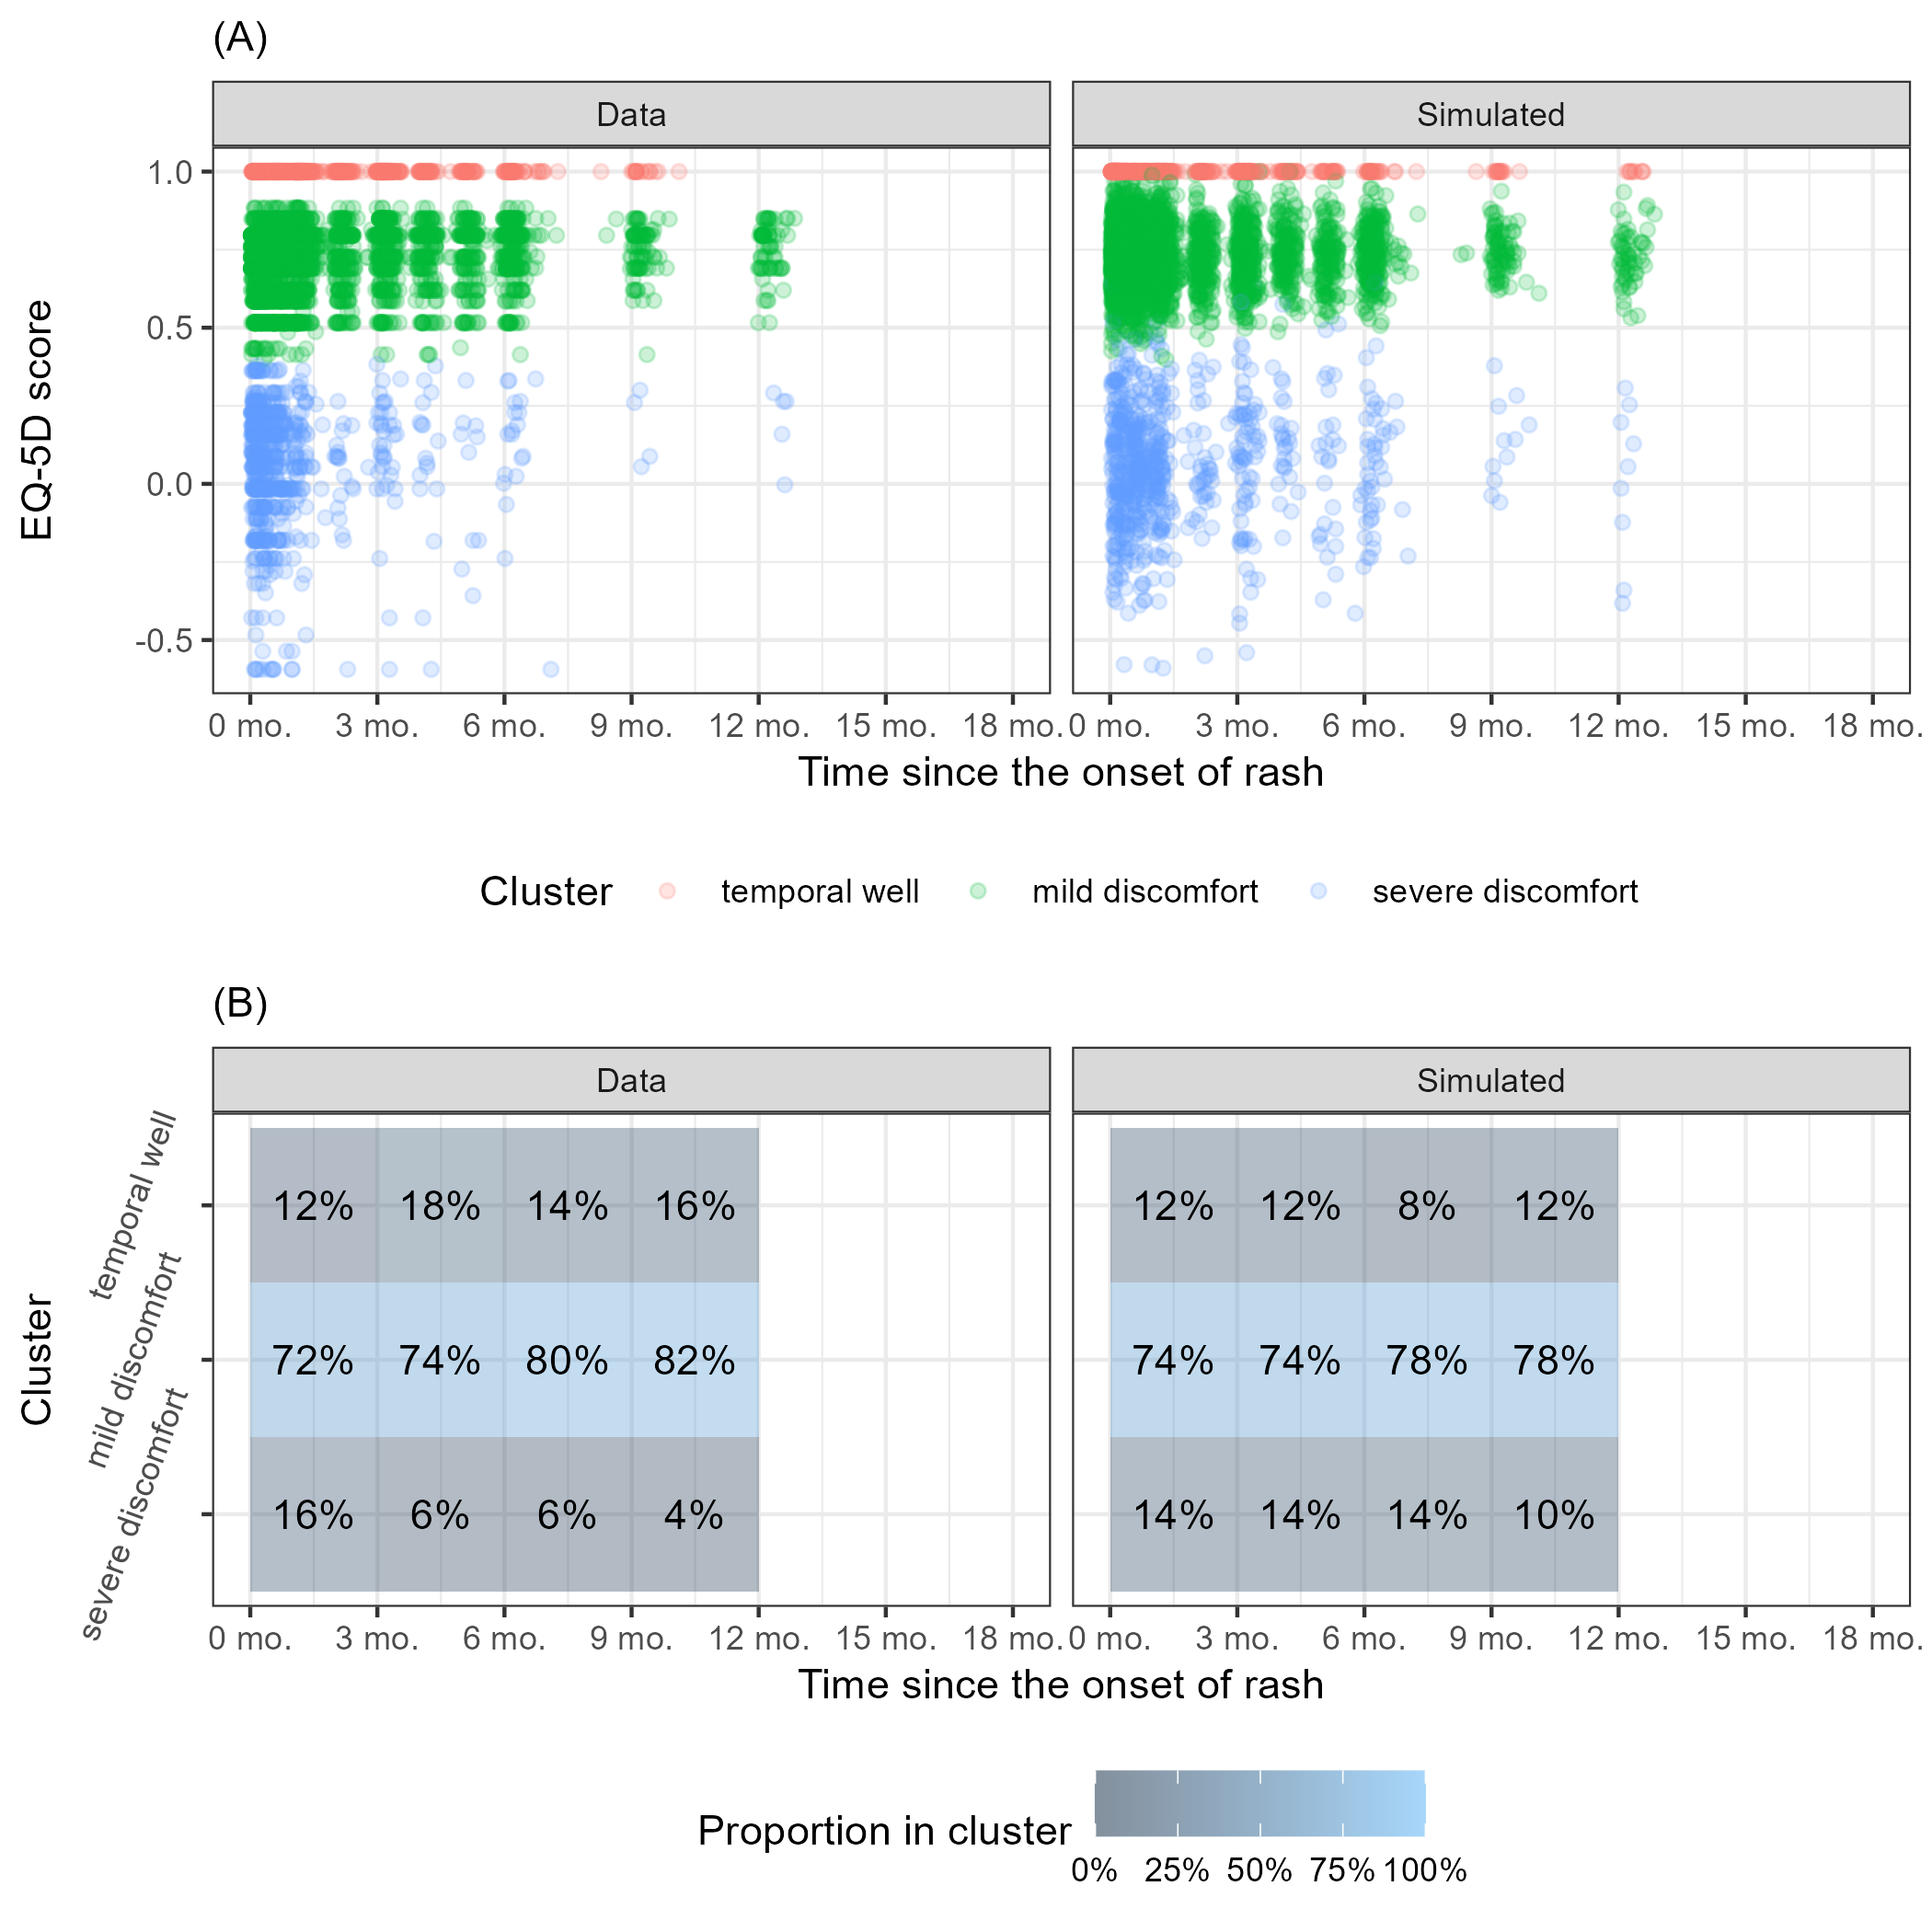 (A)
Data Simulated
EQ-5D score
1.0
0.5
0.0
-0.5
0 mo. 3 mo. 6 mo. 9 mo. 12 mo. 15 mo. 18 mo. 0 mo. 3 mo. 6 mo. 9 mo. 12 mo. 15 mo. 18 mo.
Time since the onset of rash
Cluster temporal well mild discomfort severe discomfort
(B)
Data Simulated
Cluster
temporal well
12% 18% 14% 16% 12% 12% 8% 12%
mild discomfort
72% 74% 80% 82% 74% 74% 78% 78%
severe discomfort
16% 6% 6% 4% 14% 14% 14% 10%
0 mo. 3 mo. 6 mo. 9 mo. 12 mo. 15 mo. 18 mo. 0 mo. 3 mo. 6 mo. 9 mo. 12 mo. 15 mo. 18 mo.
Time since the onset of rash
Proportion in cluster
0% 25% 50% 75% 100%